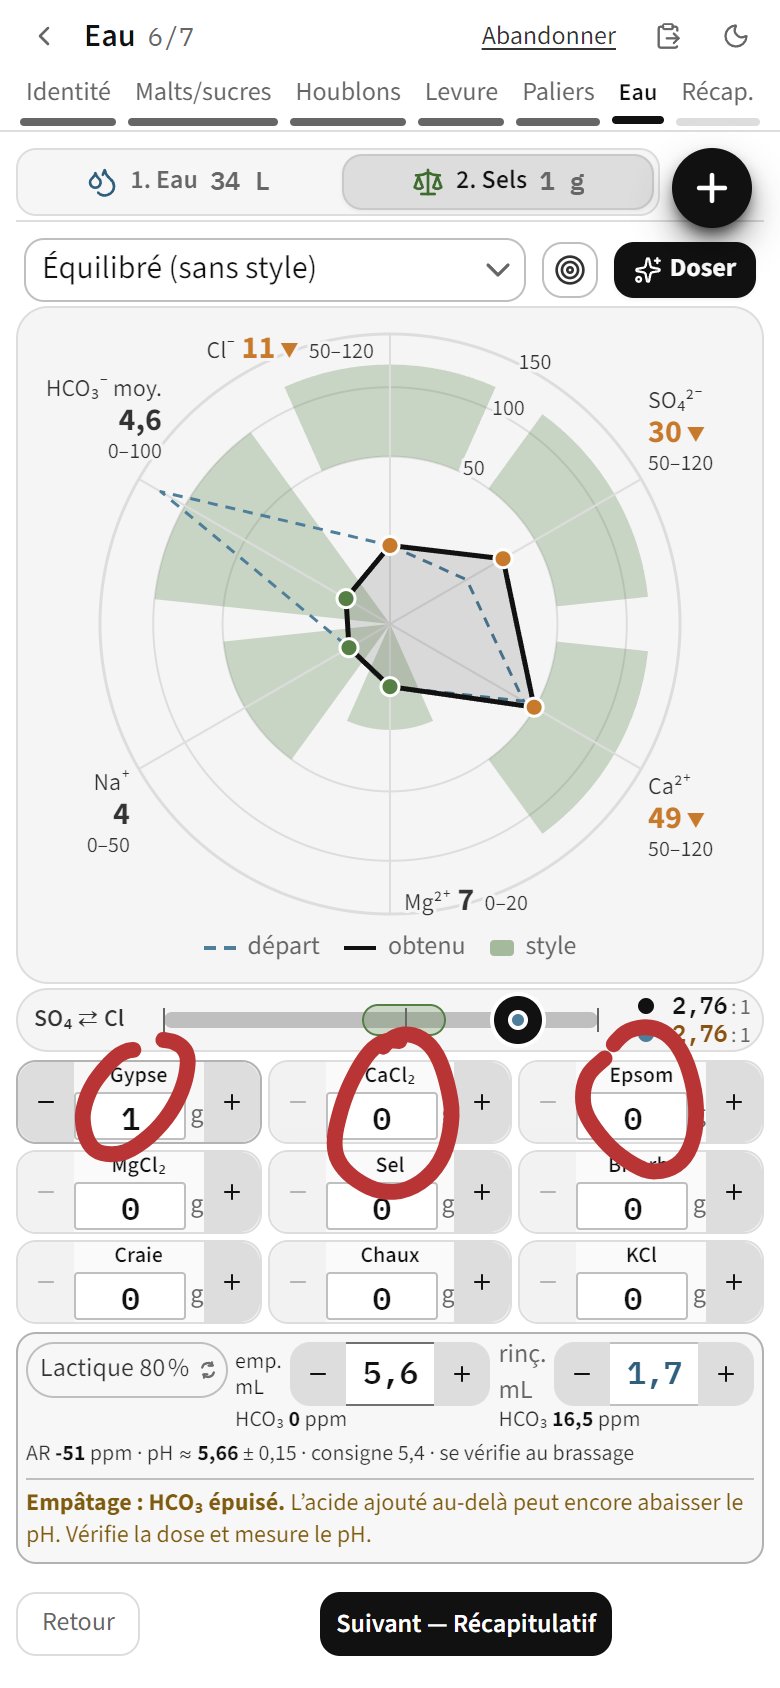 Eau 6/7 Abandonner
Identité Malts/sucres Houblons Levure Paliers Eau Récap.
1. Eau 34 L 2. Sels 1 g
Équilibré (sans style) Doser
Cl⁻ 11 ▼ 50–120
150
HCO₃⁻ moy.
4,6
0–100
100
SO₄²⁻
30 ▼
50–120
50
Na⁺
4
0–50
Ca²⁺
49 ▼
50–120
Mg²⁺ 7 0–20
départ obtenu style
SO₄ ⇄ Cl 2,76 : 1
2,76 : 1
Gypse CaCl₂ Epsom
− 1 g + − 0 + − 0 g +
MgCl₂ Sel
− 0 g + − 0 g + − 0 g +
Craie Chaux KCl
− 0 g + − 0 g + − 0 g +
Lactique 80 % emp. mL − 5,6 + rinç. mL − 1,7 +
HCO₃ 0 ppm HCO₃ 16,5 ppm
AR -51 ppm · pH ≈ 5,66 ± 0,15 · consigne 5,4 · se vérifie au brassage
Empâtage : HCO₃ épuisé. L’acide ajouté au-delà peut encore abaisser le
pH. Vérifie la dose et mesure le pH.
Retour Suivant — Récapitulatif